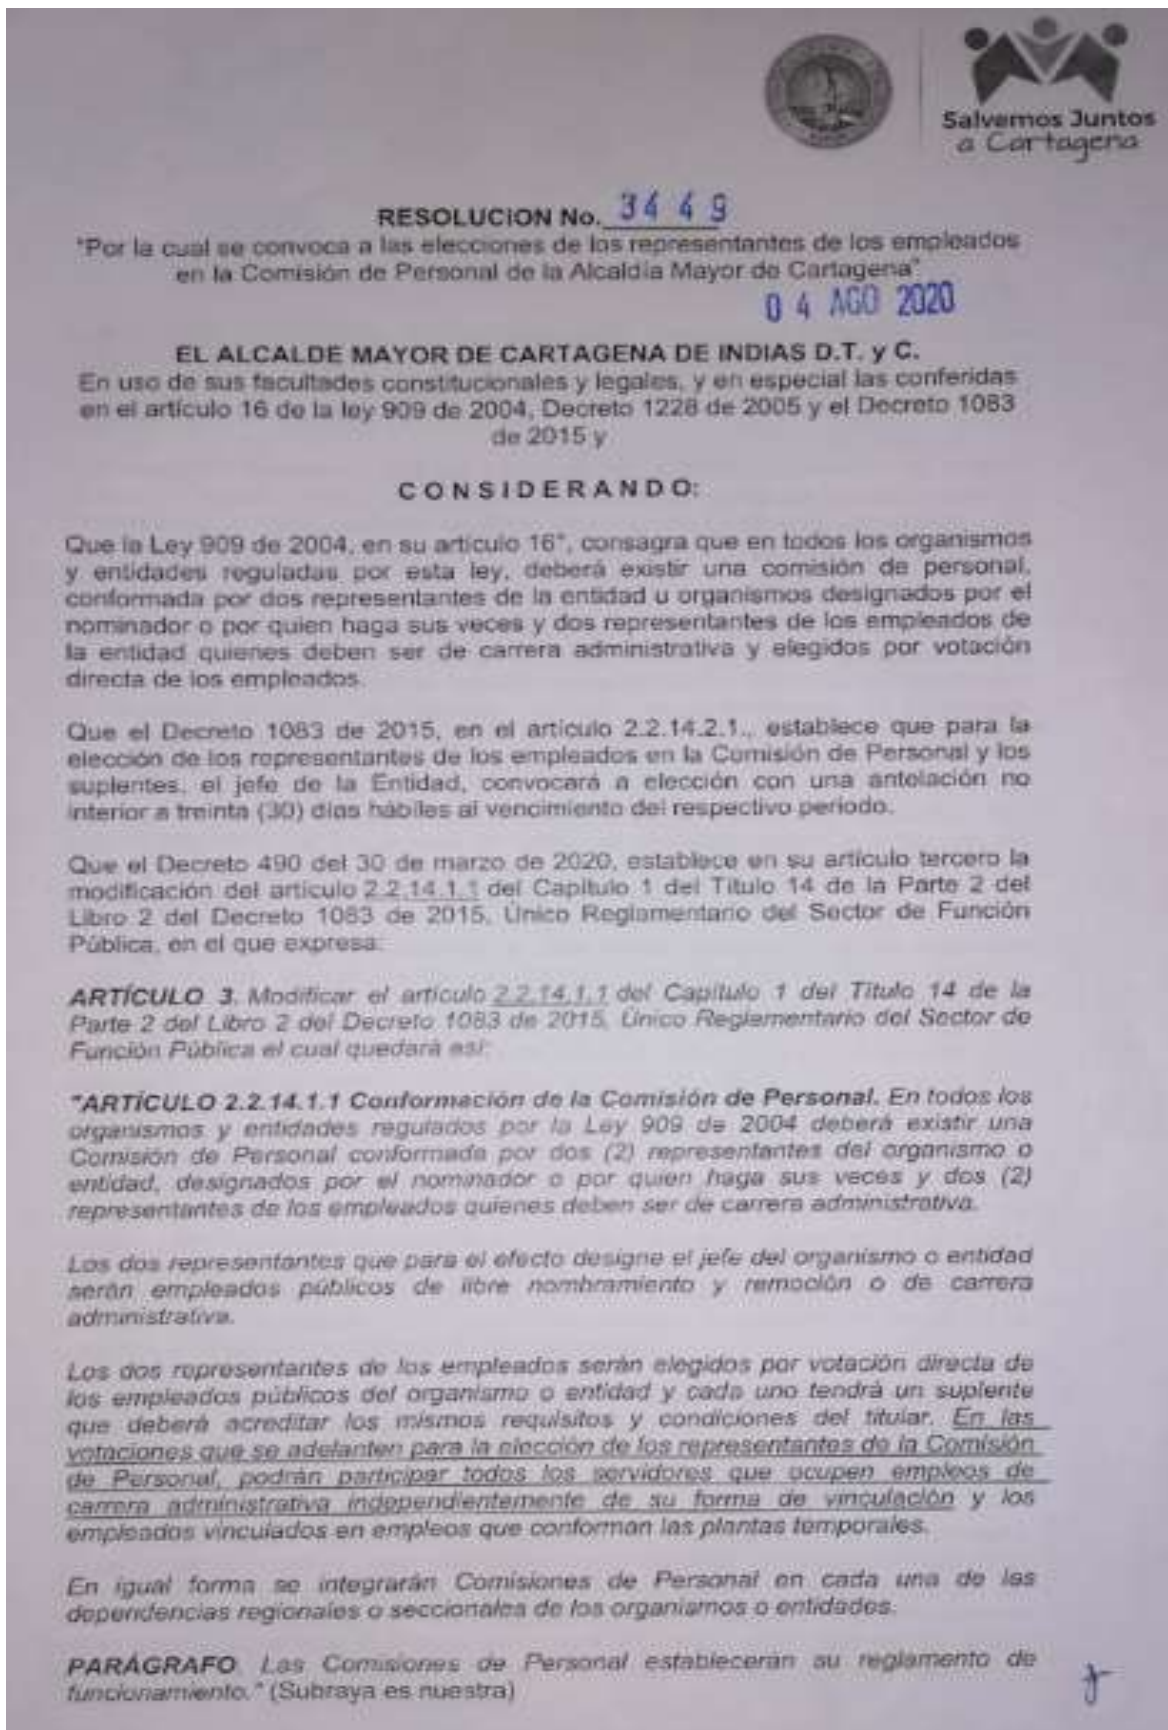 Salvemos Juntos
a Cartagena
RESOLUCION No. 3449
"Por la cual se convoca a las elecciones de los representantes de los empleados
en la Comisión de Personal de la Alcaldía Mayor de Cartagena"
04 AGO 2020
EL ALCALDE MAYOR DE CARTAGENA DE INDIAS D.T. y C.
En uso de sus facultades constitucionales y legales, y en especial las conferidas
en el artículo 16 de la ley 909 de 2004, Decreto 1228 de 2005 y el Decreto 1083
de 2015 y
CONSIDERANDO:
Que la Ley 909 de 2004, en su artículo 16°, consagra que en todos los organismos
y entidades reguladas por esta ley, deberá existir una comisión de personal,
conformada por dos representantes de la entidad u organismos designados por el
nominador o por quien haga sus veces y dos representantes de los empleados de
la entidad quienes deben ser de carrera administrativa y elegidos por votación
directa de los empleados.
Que el Decreto 1083 de 2015, en el artículo 2.2.14.2.1., establece que para la
elección de los representantes de los empleados en la Comisión de Personal y los
suplentes, el jefe de la Entidad, convocará a elección con una antelación no
interior a treinta (30) días hábiles al vencimiento del respectivo período.
Que el Decreto 490 del 30 de marzo de 2020, establece en su artículo tercero la
modificación del artículo 2.2.14.1.1 del Capítulo 1 del Título 14 de la Parte 2 del
Libro 2 del Decreto 1083 de 2015, Único Reglamentario del Sector de Función
Pública, en el que expresa:
ARTÍCULO 3. Modificar el artículo 2.2.14.1.1 del Capítulo 1 del Título 14 de la
Parte 2 del Libro 2 del Decreto 1083 de 2015, Único Reglamentario del Sector de
Función Pública el cual quedará así:
"ARTÍCULO 2.2.14.1.1 Conformación de la Comisión de Personal. En todos los
organismos y entidades regulados por la Ley 909 de 2004 deberá existir una
Comisión de Personal conformada por dos (2) representantes del organismo o
entidad, designados por el nominador o por quien haga sus veces y dos (2)
representantes de los empleados quienes deben ser de carrera administrativa.
Los dos representantes que para el efecto designe el jefe del organismo o entidad
serán empleados públicos de libre nombramiento y remoción o de carrera
administrativa.
Los dos representantes de los empleados serán elegidos por votación directa de
los empleados públicos del organismo o entidad y cada uno tendrá un suplente
que deberá acreditar los mismos requisitos y condiciones del titular. En las
votaciones que se adelanten para la elección de los representantes de la Comisión
de Personal, podrán participar todos los servidores que ocupen empleos de
carrera administrativa independientemente de su forma de vinculación y los
empleados vinculados en empleos que conforman las plantas temporales.
En igual forma se integrarán Comisiones de Personal en cada una de las
dependencias regionales o seccionales de los organismos o entidades.
PARÁGRAFO. Las Comisiones de Personal establecerán su reglamento de
funcionamiento." (Subraya es nuestra)